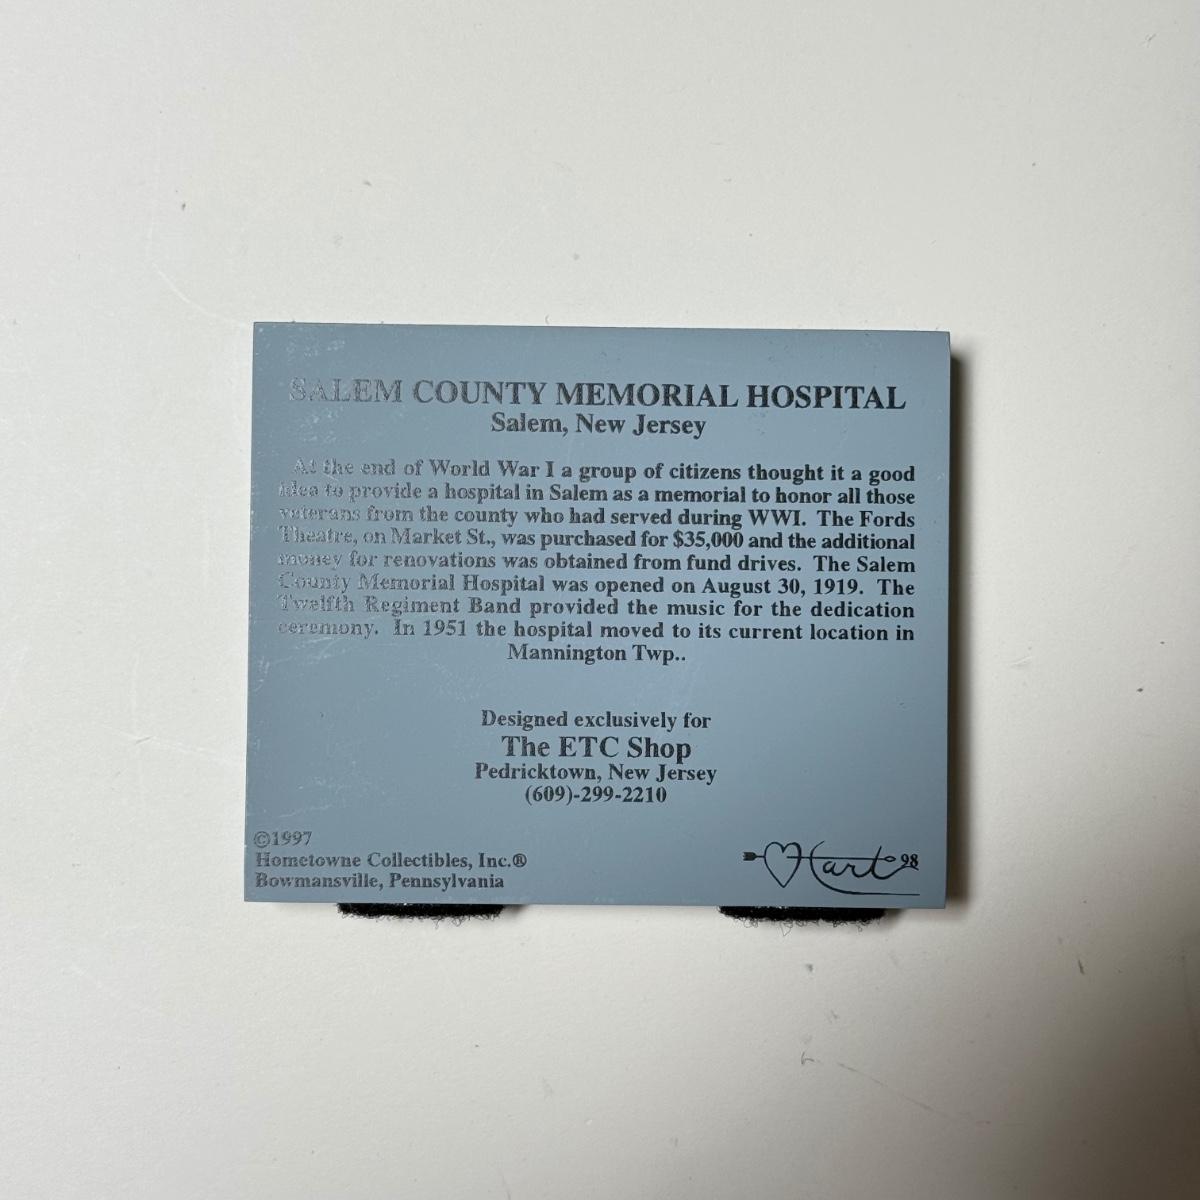 SALEM COUNTY MEMORIAL HOSPITAL
Salem, New Jersey
At the end of World War I a group of citizens thought it a good
idea to provide a hospital in Salem as a memorial to honor all those
veterans from the county who had served during WWI. The Fords
Theatre, on Market St., was purchased for $35,000 and the additional
money for renovations was obtained from fund drives. The Salem
County Memorial Hospital was opened on August 30, 1919. The
Twelfth Regiment Band provided the music for the dedication
ceremony. In 1951 the hospital moved to its current location in
Mannington Twp..
Designed exclusively for
The ETC Shop
Pedricktown, New Jersey
(609)-299-2210
©1997
Hometowne Collectibles, Inc.®
Bowmansville, Pennsylvania
Hart 98